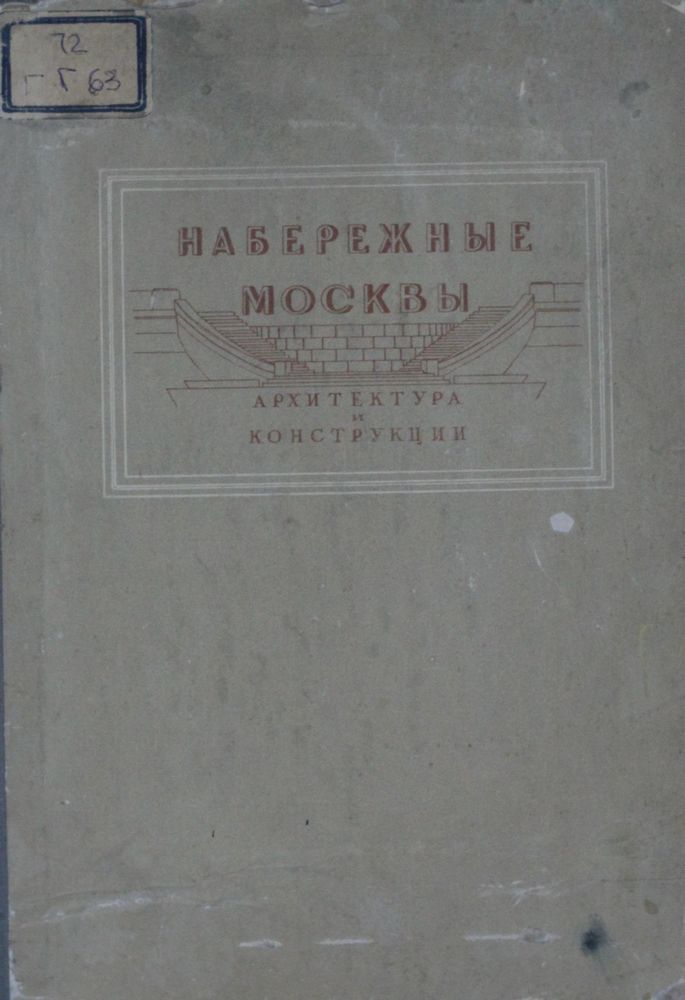 72
Г Г 63
НАБЕРЕЖНЫЕ
МОСКВЫ
АРХИТЕКТУРА
И
КОНСТРУКЦИИ